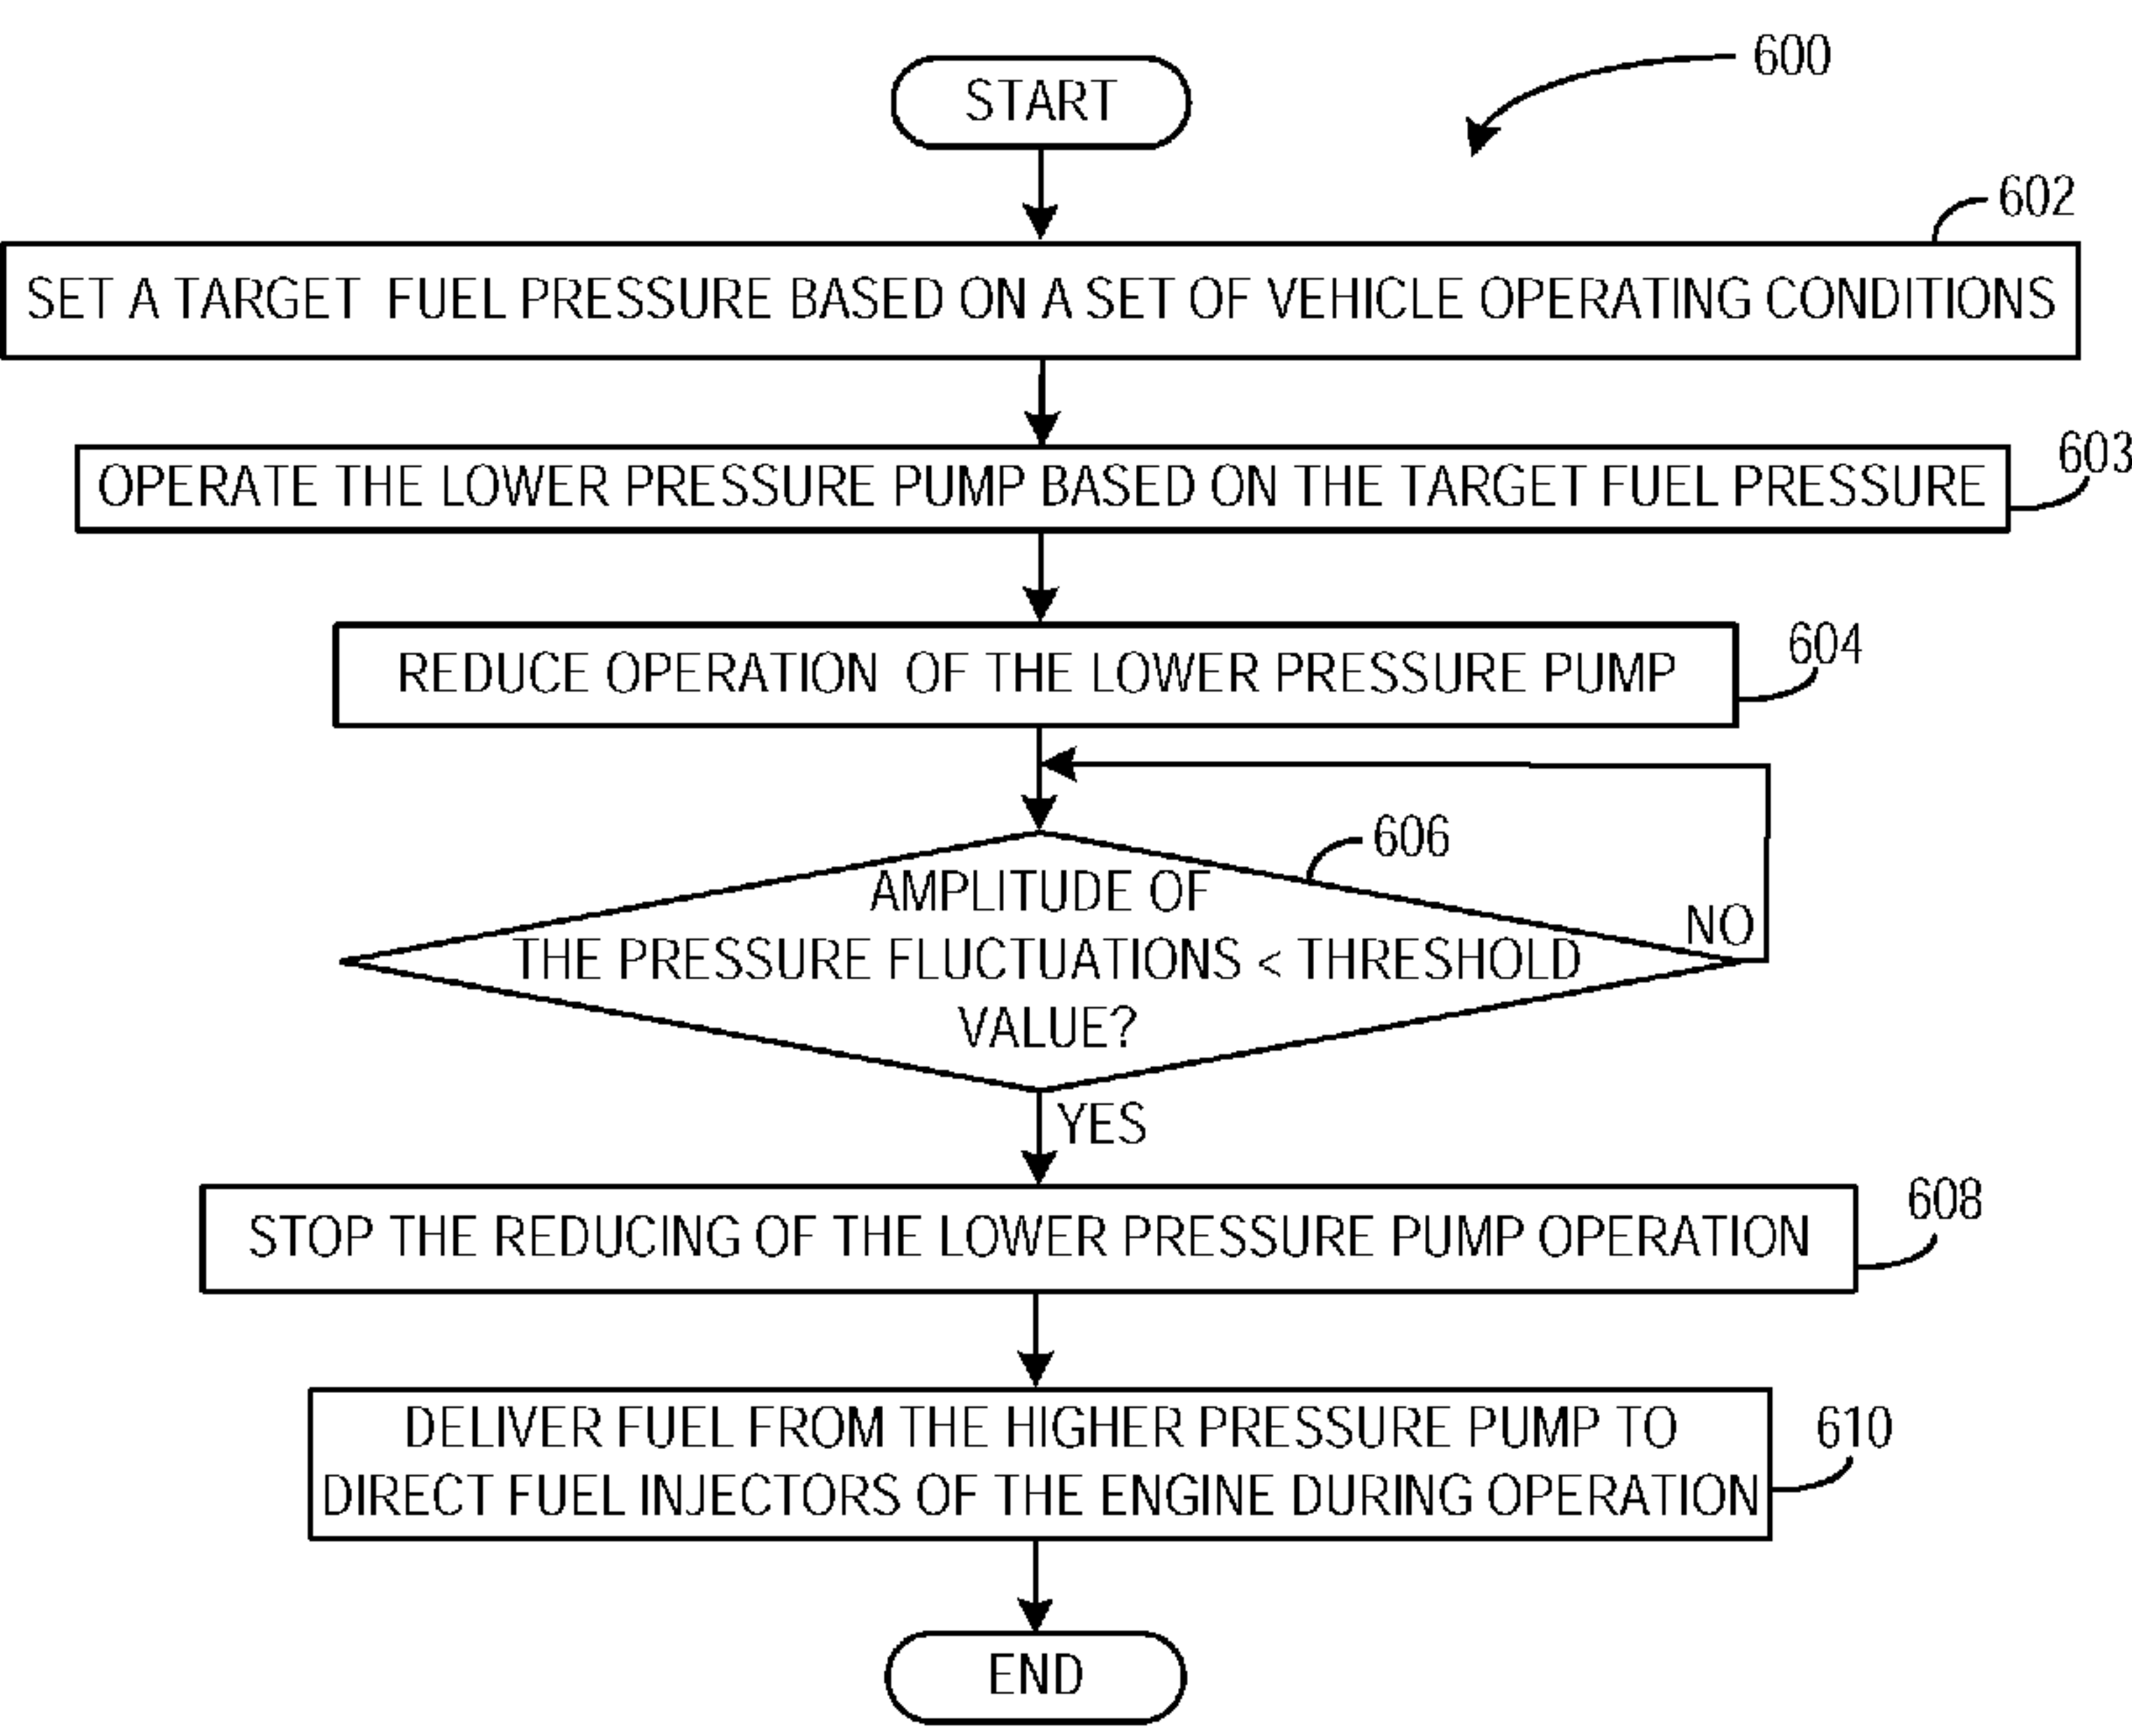 600
START
602
SET A TARGET FUEL PRESSURE BASED ON A SET OF VEHICLE OPERATING CONDITIONS
603
OPERATE THE LOWER PRESSURE PUMP BASED ON THE TARGET FUEL PRESSURE
604
REDUCE OPERATION OF THE LOWER PRESSURE PUMP
606
AMPLITUDE OF
THE PRESSURE FLUCTUATIONS < THRESHOLD
VALUE?
NO
YES
608
STOP THE REDUCING OF THE LOWER PRESSURE PUMP OPERATION
610
DELIVER FUEL FROM THE HIGHER PRESSURE PUMP TO
DIRECT FUEL INJECTORS OF THE ENGINE DURING OPERATION
END